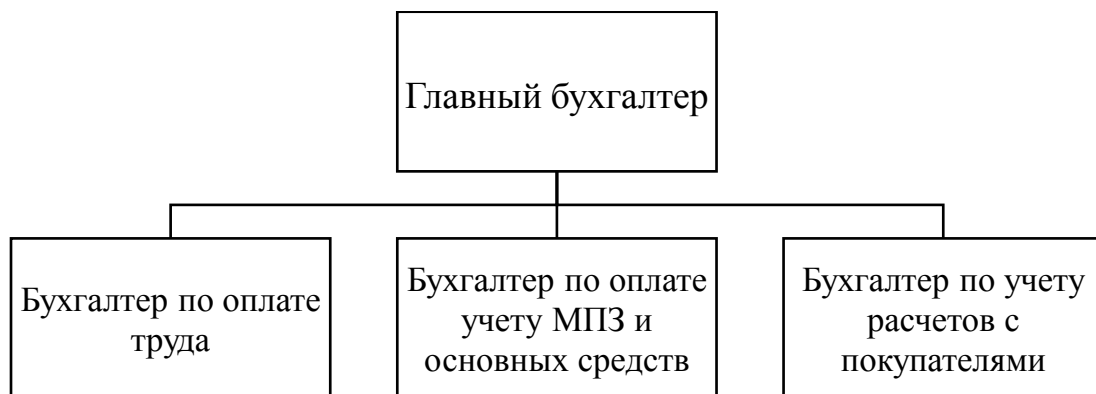 Главный бухгалтер
Бухгалтер по оплате
труда
Бухгалтер по оплате
учету МПЗ и
основных средств
Бухгалтер по учету
расчетов с
покупателями